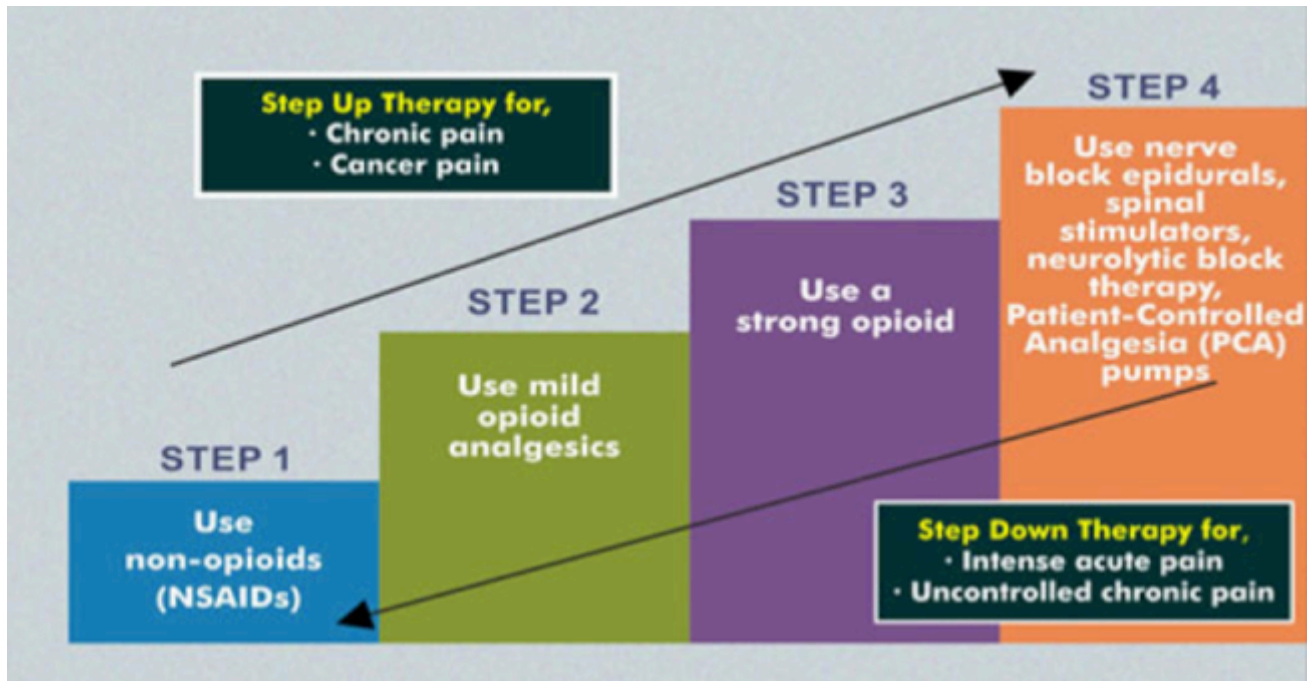 Step Up Therapy for,
· Chronic pain
· Cancer pain
STEP 1
Use
non-opioids
(NSAIDs)
STEP 2
Use mild
opioid
analgesics
STEP 3
Use a
strong opioid
STEP 4
Use nerve
block epidurals,
spinal
stimulators,
neurolytic block
therapy,
Patient-Controlled
Analgesia (PCA)
pumps
Step Down Therapy for,
· Intense acute pain
· Uncontrolled chronic pain